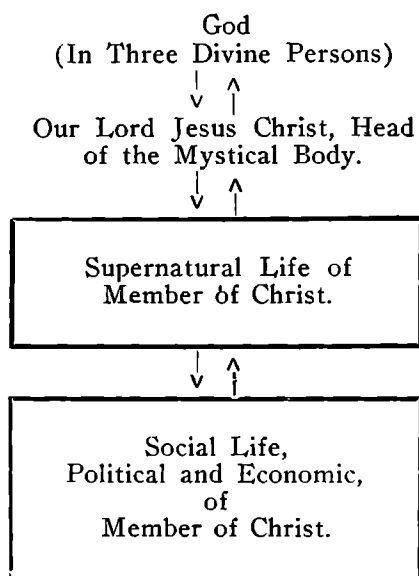 God
(In Three Divine Persons)
Our Lord Jesus Christ, Head
of the Mystical Body.
Supernatural Life of
Member of Christ.
Social Life,
Political and Economic,
of
Member of Christ.